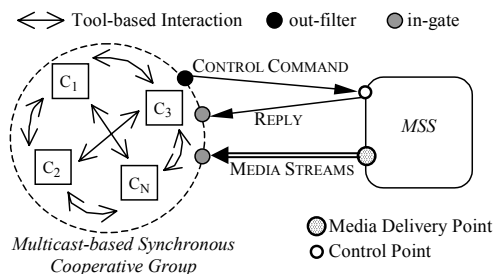 Tool-based Interaction out-filter in-gate
CONTROL COMMAND
C1
C3
MSS
REPLY
C2
CN
MEDIA STREAMS
Media Delivery Point
Control Point
Multicast-based Synchronous
Cooperative Group